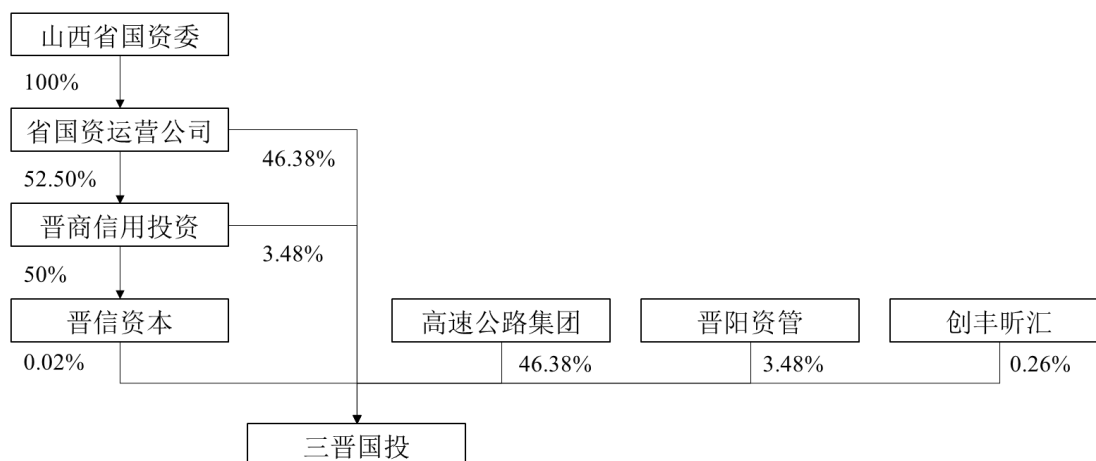 山西省国资委
100%
省国资运营公司
46.38%
52.50%
晋商信用投资
3.48%
50%
晋信资本
高速公路集团
晋阳资管
创丰昕汇
0.02%
46.38%
3.48%
0.26%
三晋国投